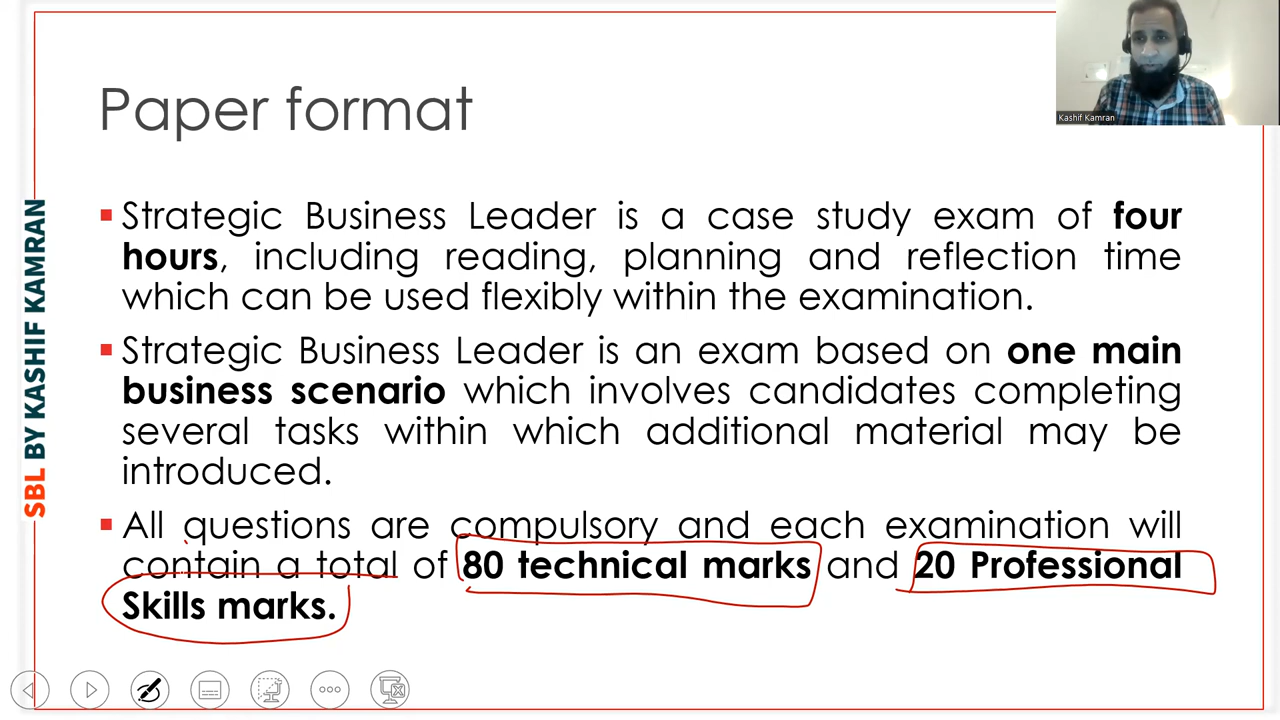 Paper format
Kashif Kamran
SBL BY KASHIF KAMRAN
▪ Strategic Business Leader is a case study exam of four
hours, including reading, planning and reflection time
which can be used flexibly within the examination.
▪ Strategic Business Leader is an exam based on one main
business scenario which involves candidates completing
several tasks within which additional material may be
introduced.
▪ All questions are compulsory and each examination will
contain a total of 80 technical marks and 20 Professional
Skills marks.